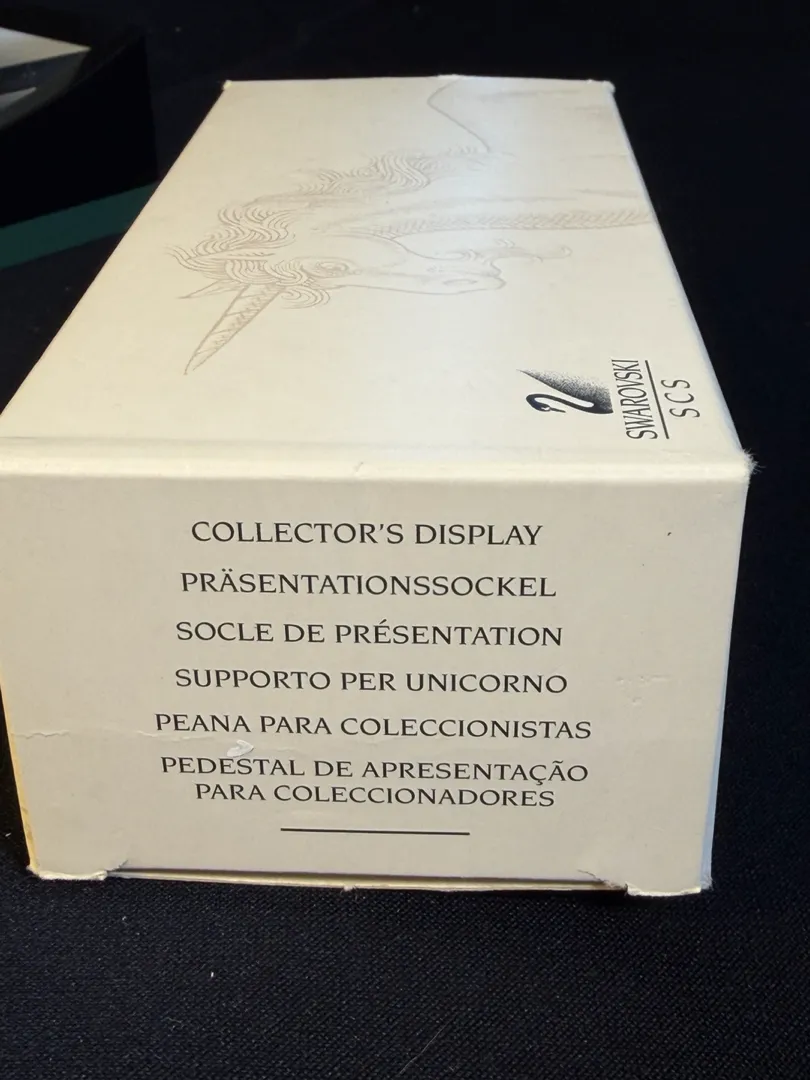 SWAROVSKI
SCS
COLLECTOR'S DISPLAY
PRÄSENTATIONSSOCKEL
SOCLE DE PRÉSENTATION
SUPPORTO PER UNICORNO
PEANA PARA COLECCIONISTAS
PEDESTAL DE APRESENTAÇÃO
PARA COLECCIONADORES